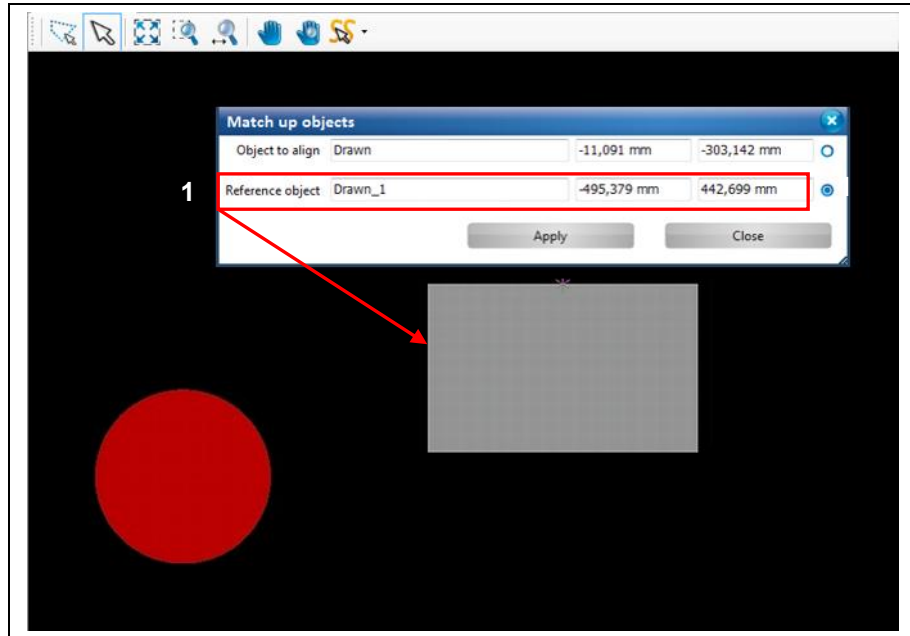 SS
Match up objects
Object to align Drawn -11,091 mm -303,142 mm
1 Reference object Drawn_1 -495,379 mm 442,699 mm
Apply Close